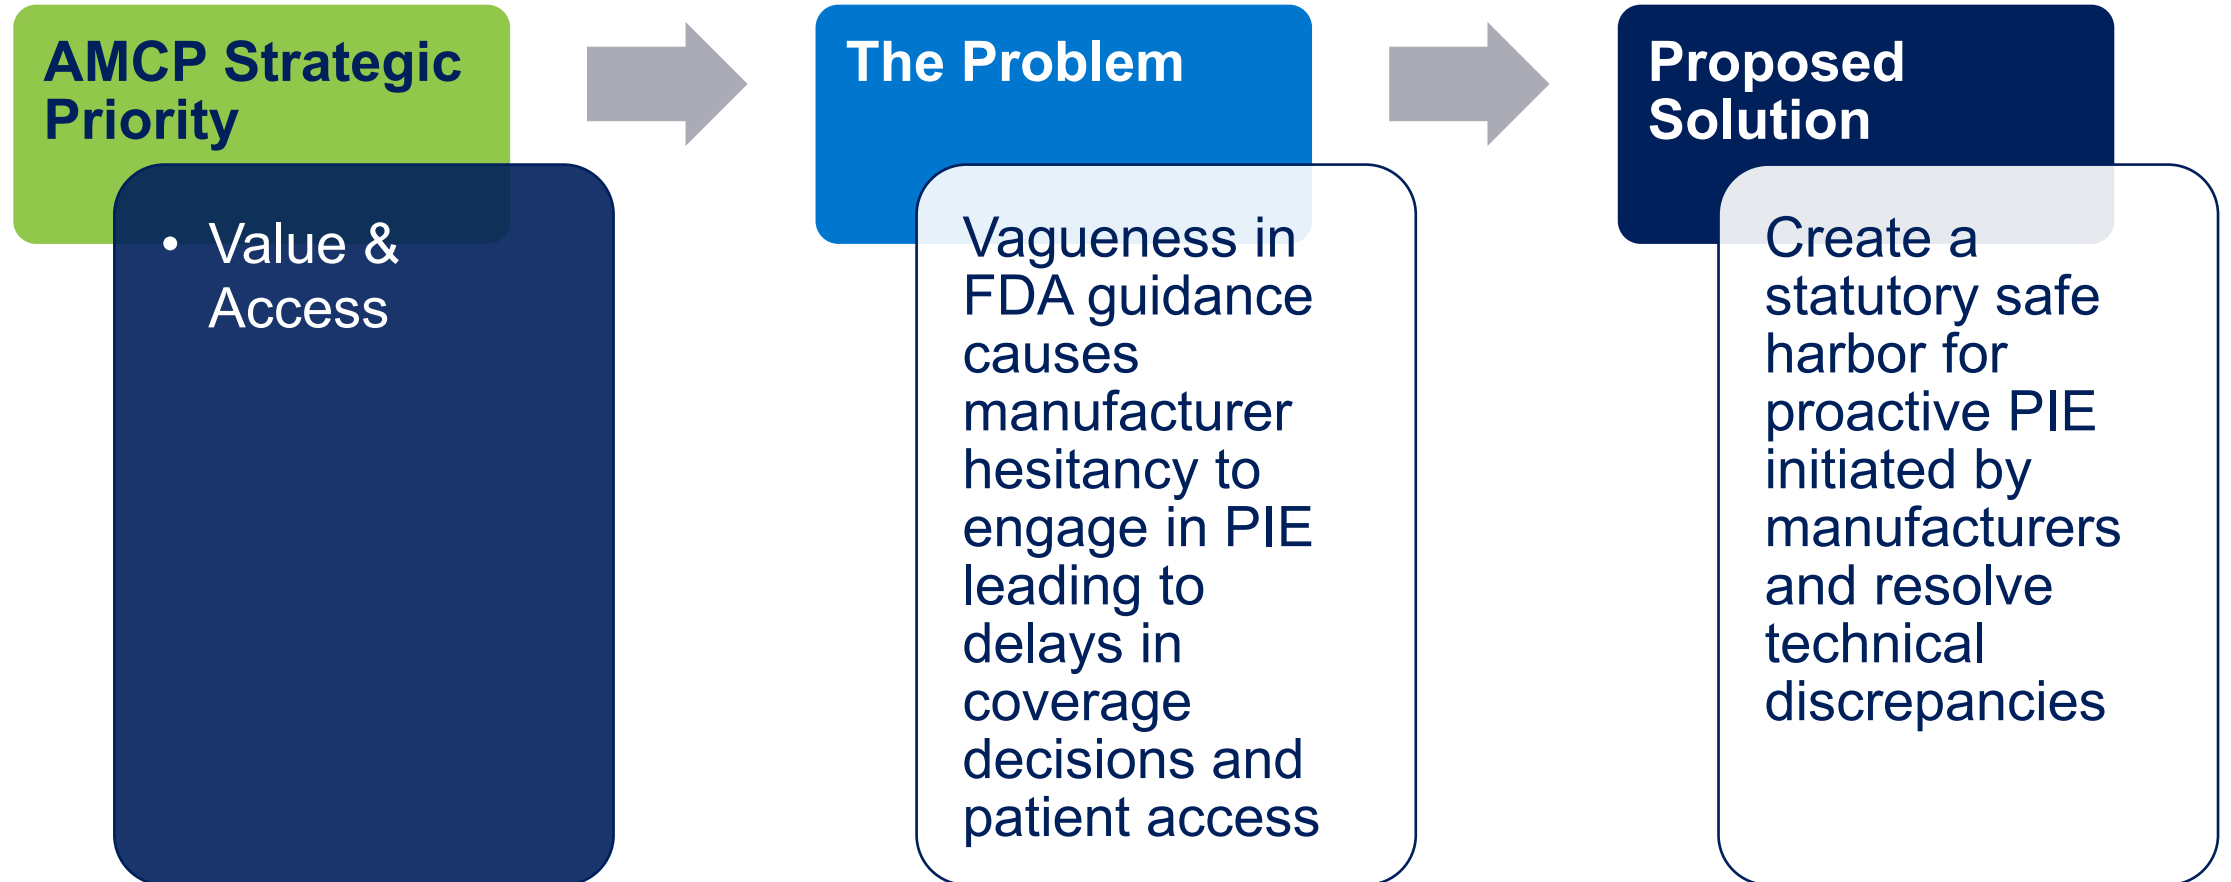 AMCP Strategic
Priority
• Value &
Access
The Problem
Vagueness in
FDA guidance
causes
manufacturer
hesitancy to
engage in PIE
leading to
delays in
coverage
decisions and
patient access
Proposed
Solution
Create a
statutory safe
harbor for
proactive PIE
initiated by
manufacturers
and resolve
technical
discrepancies